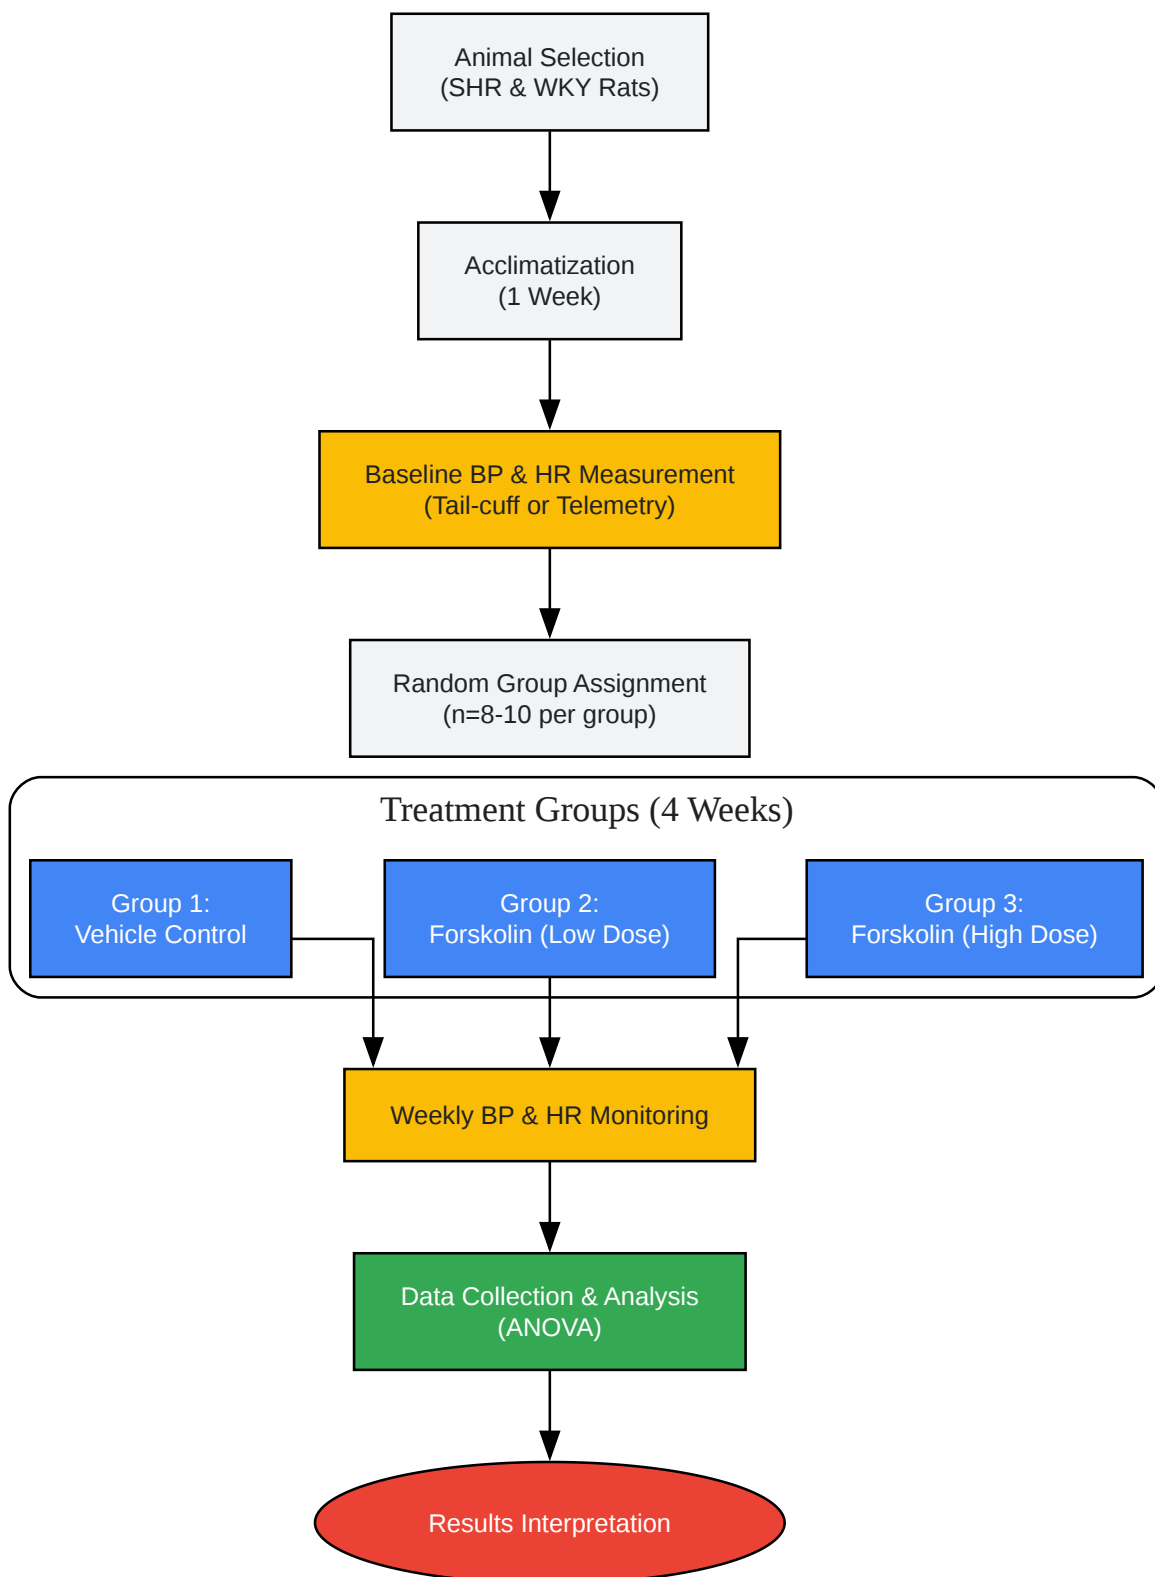 Animal Selection
(SHR & WKY Rats)
Acclimatization
(1 Week)
Baseline BP & HR Measurement
(Tail-cuff or Telemetry)
Random Group Assignment
(n=8-10 per group)
Treatment Groups (4 Weeks)
Group 1:
Vehicle Control
Group 2:
Forskolin (Low Dose)
Group 3:
Forskolin (High Dose)
Weekly BP & HR Monitoring
Data Collection & Analysis
(ANOVA)
Results Interpretation